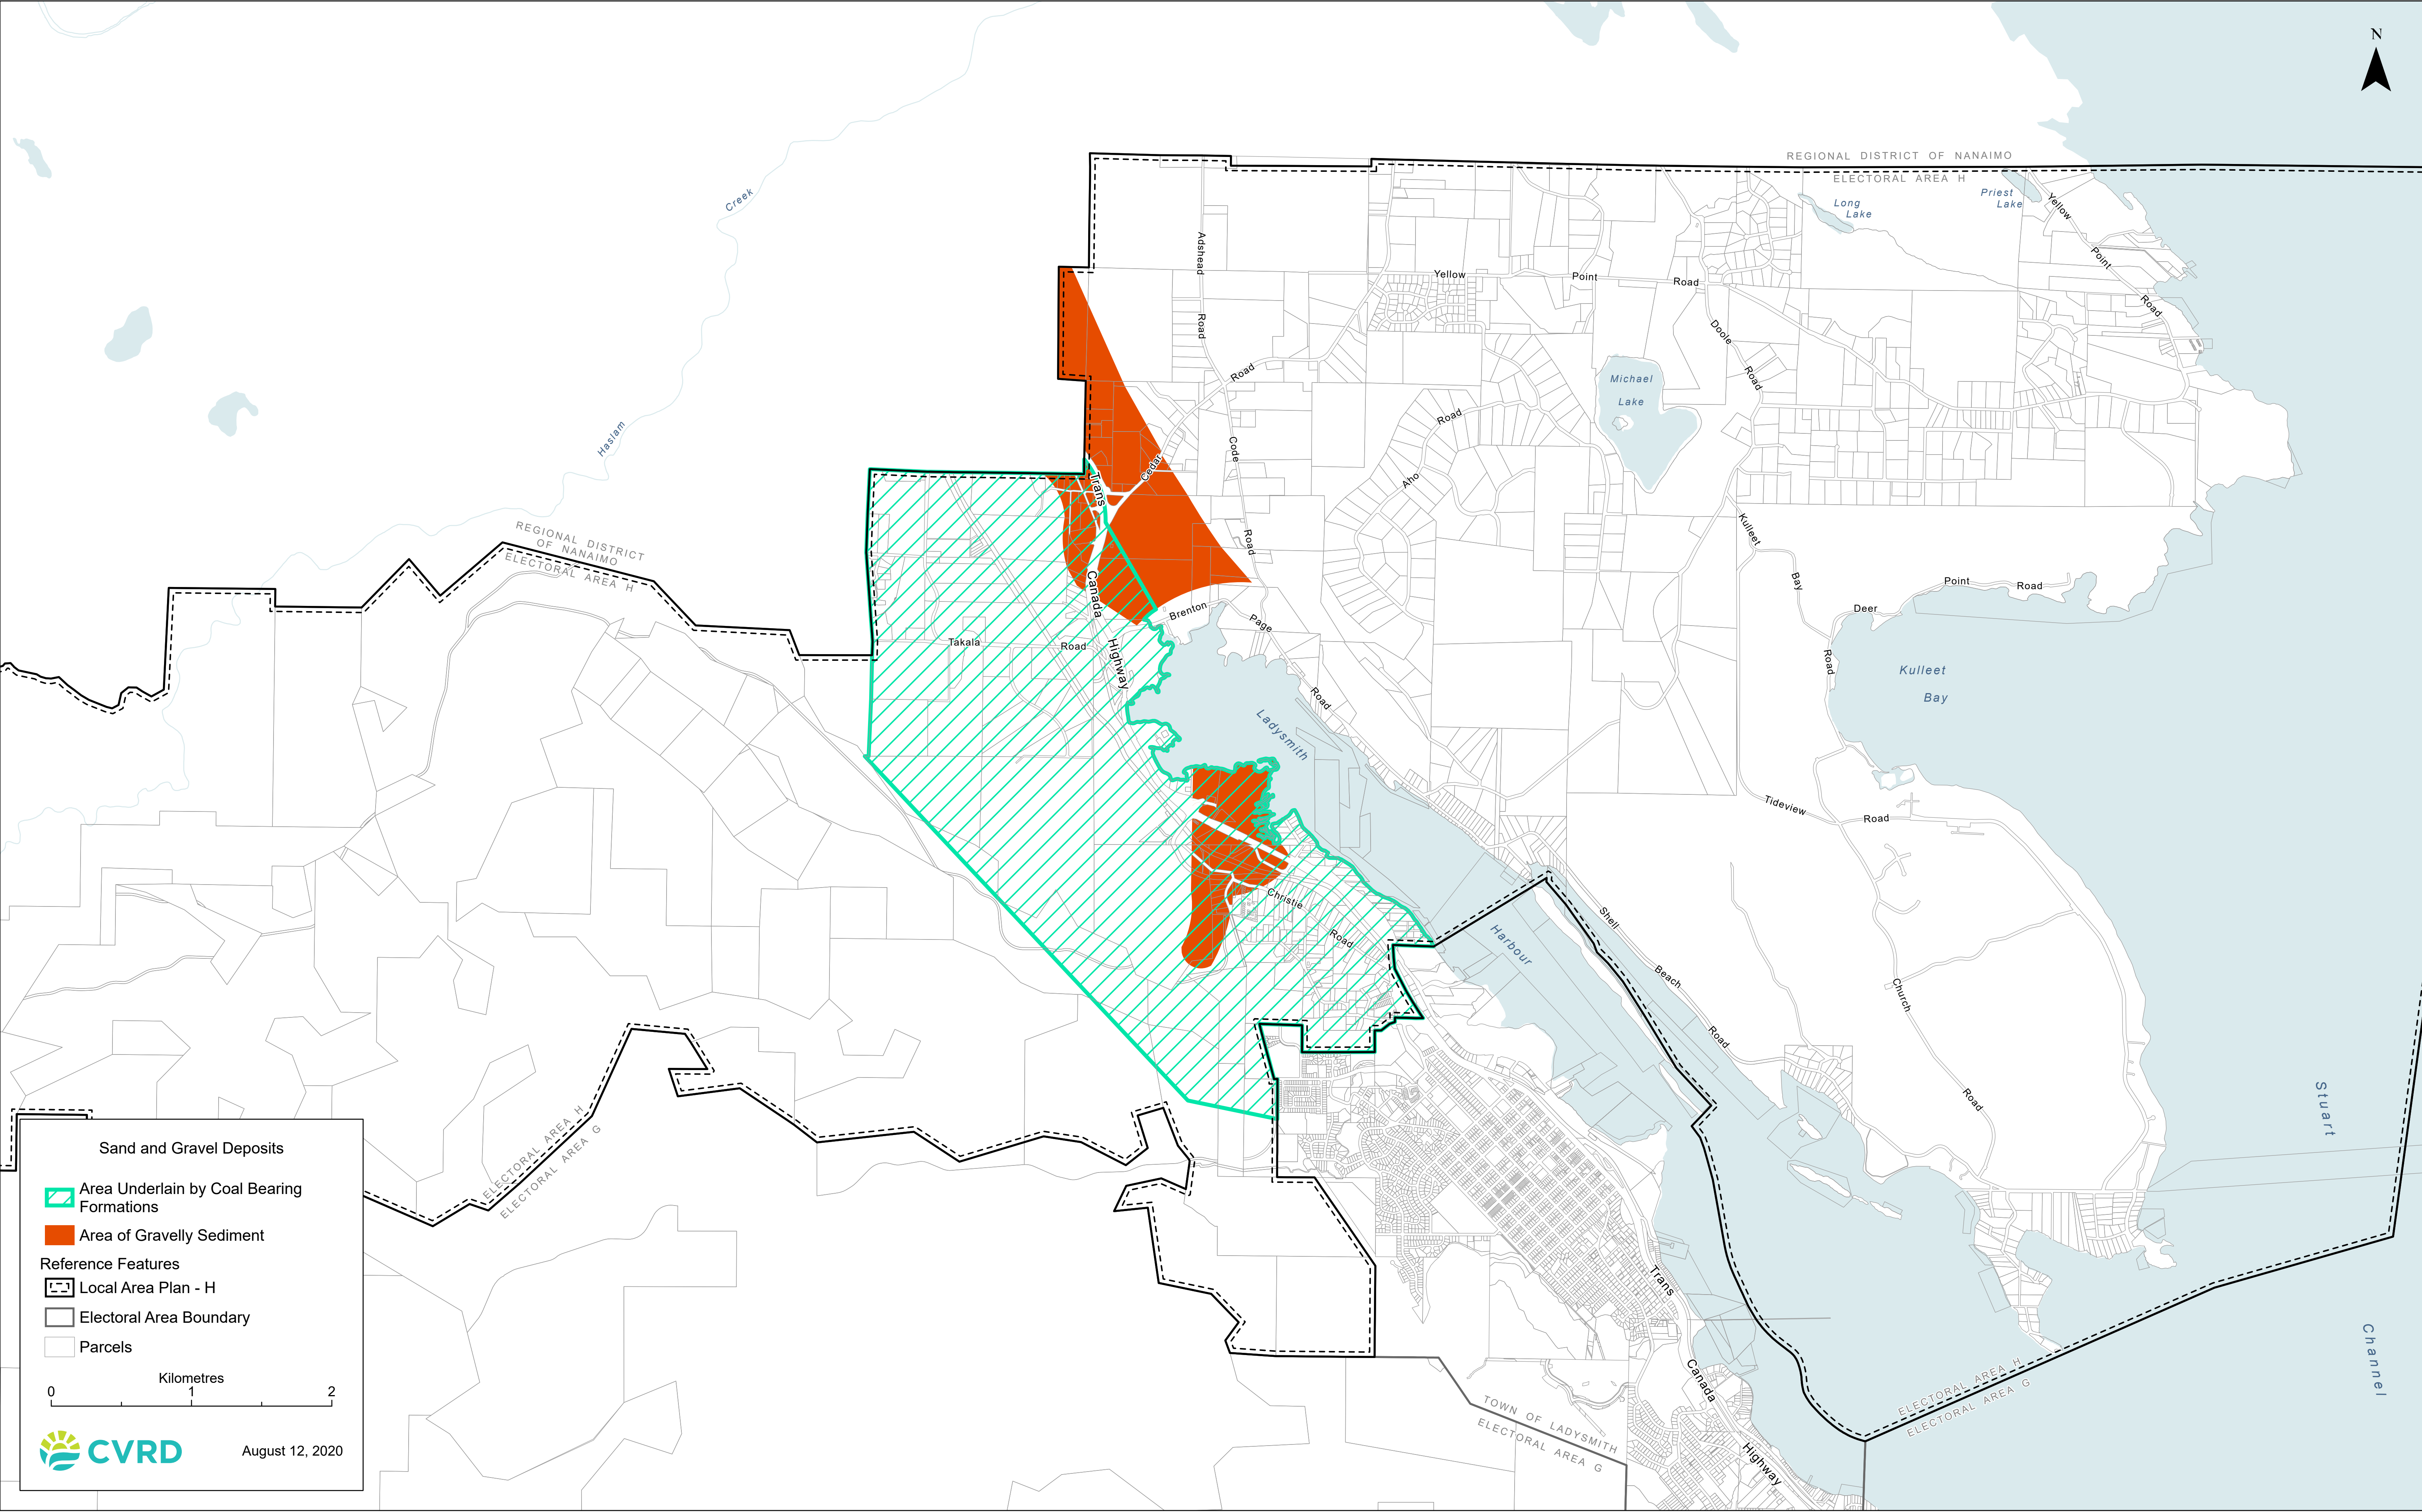 N
REGIONAL DISTRICT OF NANAIMO
ELECTORAL AREA H
Priest
Lake
Long
Lake
Yellow
Point
Road
Creek
Adshead
Road
Yellow
Point
Road
Doole
Road
Road
Michael
Lake
Road
Aho
Haslam
Code
Road
Cedar
Trans
Canada
Highway
REGIONAL DISTRICT
OF NANAIMO
ELECTORAL AREA H
Kulleet
Bay
Road
Point
Road
Deer
Brenton
Page
Road
Takala
Road
Kulleet
Bay
Ladysmith
Harbour
Tideview
Road
Christie
Road
Shell
Beach
Road
Church
Road
Stuart
Channel
ELECTORAL AREA H
ELECTORAL AREA G
Trans
Canada
Highway
ELECTORAL AREA H
ELECTORAL AREA G
TOWN OF LADYSMITH
ELECTORAL AREA G
Sand and Gravel Deposits
Area Underlain by Coal Bearing
Formations
Area of Gravelly Sediment
Reference Features
Local Area Plan - H
Electoral Area Boundary
Parcels
Kilometres
0 1 2
CVRD
August 12, 2020